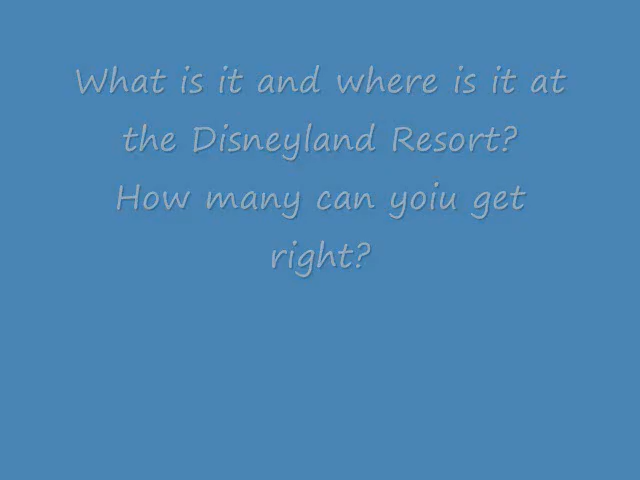 What is it and where is it at
the Disneyland Resort?
How many can yoiu get
right?